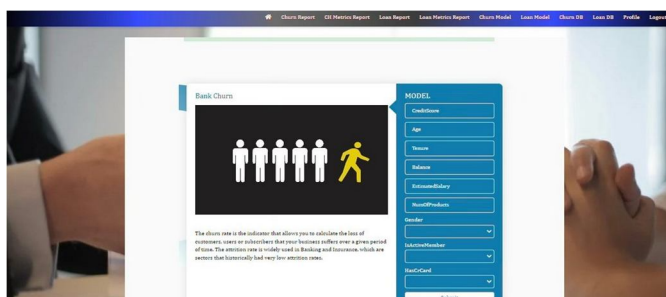 Churn Report CH Metrics Report Loan Report Loan Metrics Report Churn Model Loan Model Churn DB Loan DB Profile Logout
Bank Churn
The churn rate is the indicator that allows you to calculate the loss of
customers, users or subscribers that your business suffers over a given period
of time. The attrition rate is widely used in Banking and Insurance, which are
sectors that historically had very low attrition rates.
MODEL
CreditScore
Age
Tenure
Balance
EstimatedSalary
NumOfProducts
Gender
IsActiveMember
HasCrCard